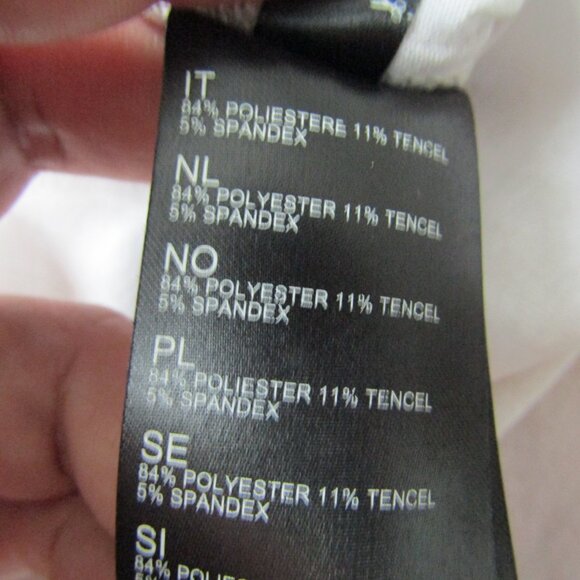 IT
84% POLIESTERE 11% TENCEL
5% SPANDEX
NL
84% POLYESTER 11% TENCEL
5% SPANDEX
NO
84% POLYESTER 11% TENCEL
5% SPANDEX
PL
84% POLIESTER 11% TENCEL
5% SPANDEX
SE
84% POLYESTER 11% TENCEL
5% SPANDEX
SI
84%